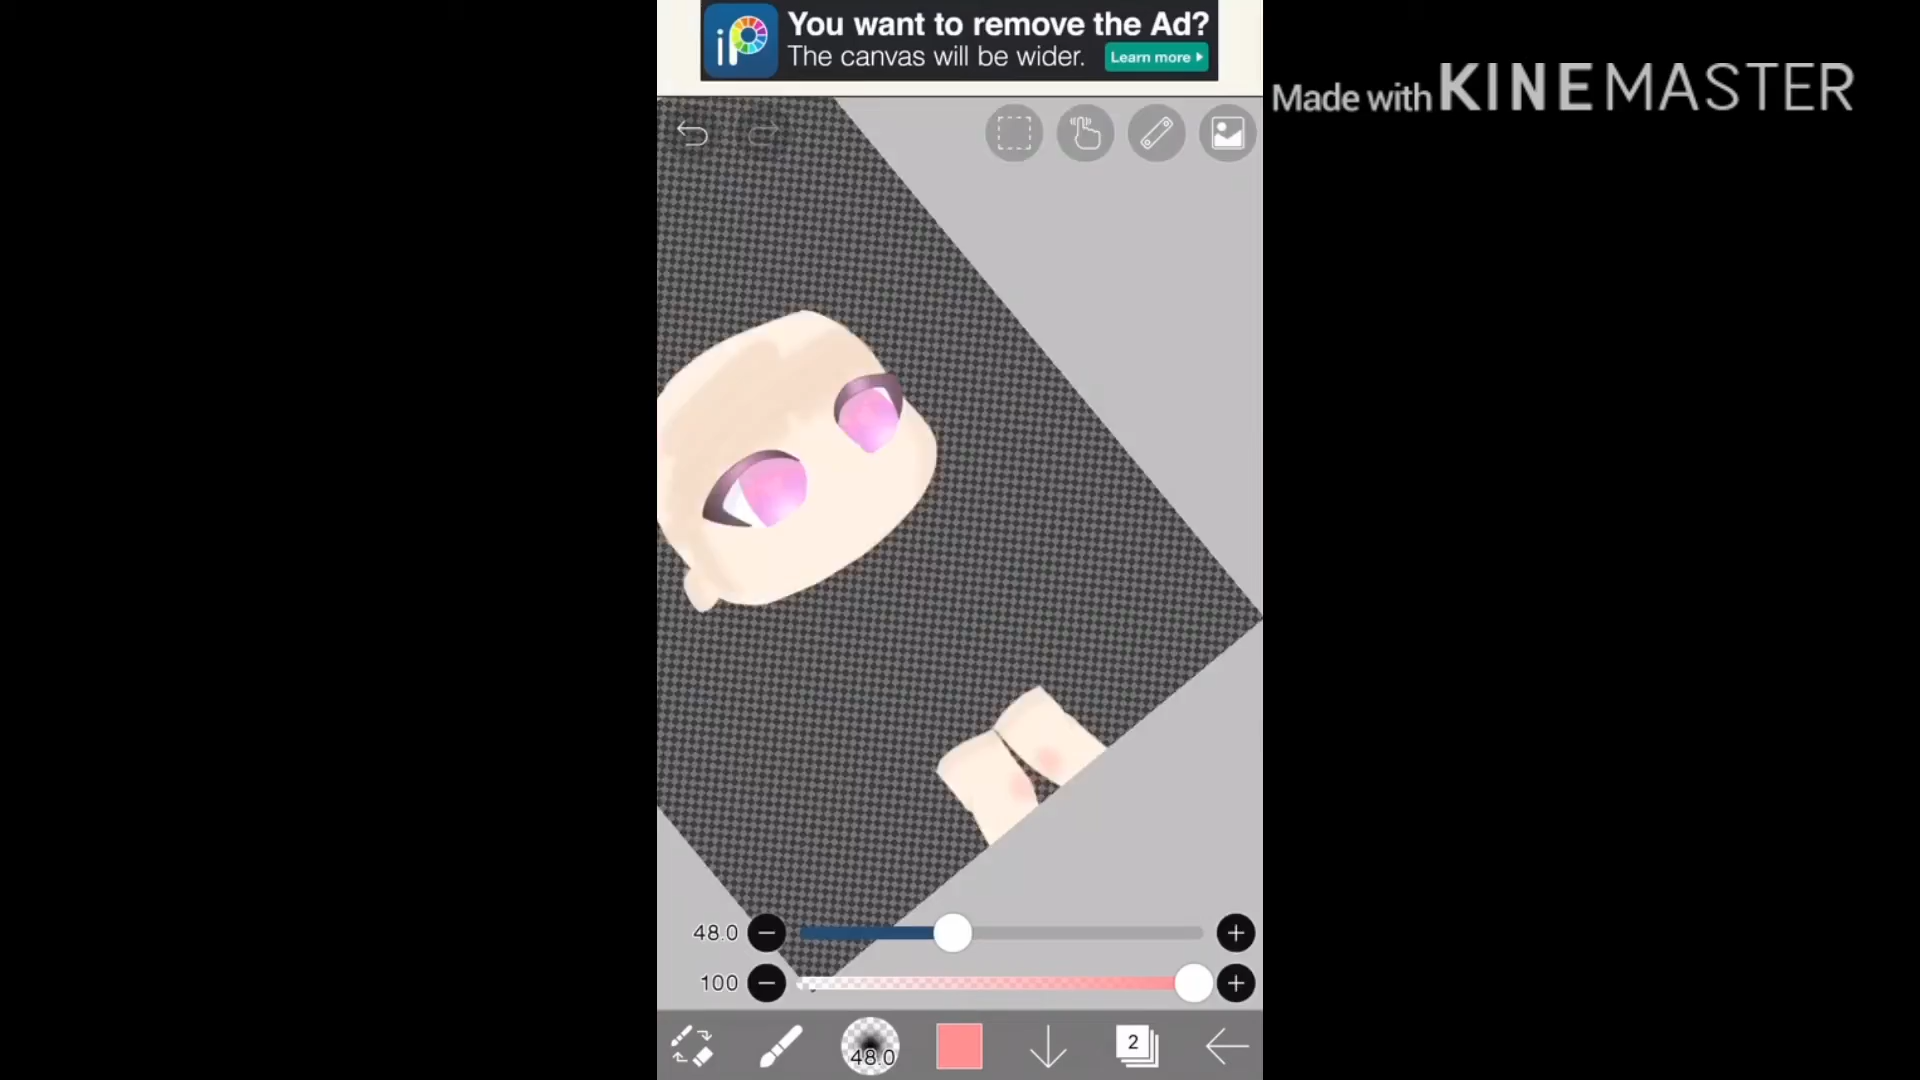 iP
You want to remove the Ad?
The canvas will be wider.
Learn more
Made with KINEMASTER
48.0
100
48.0
2